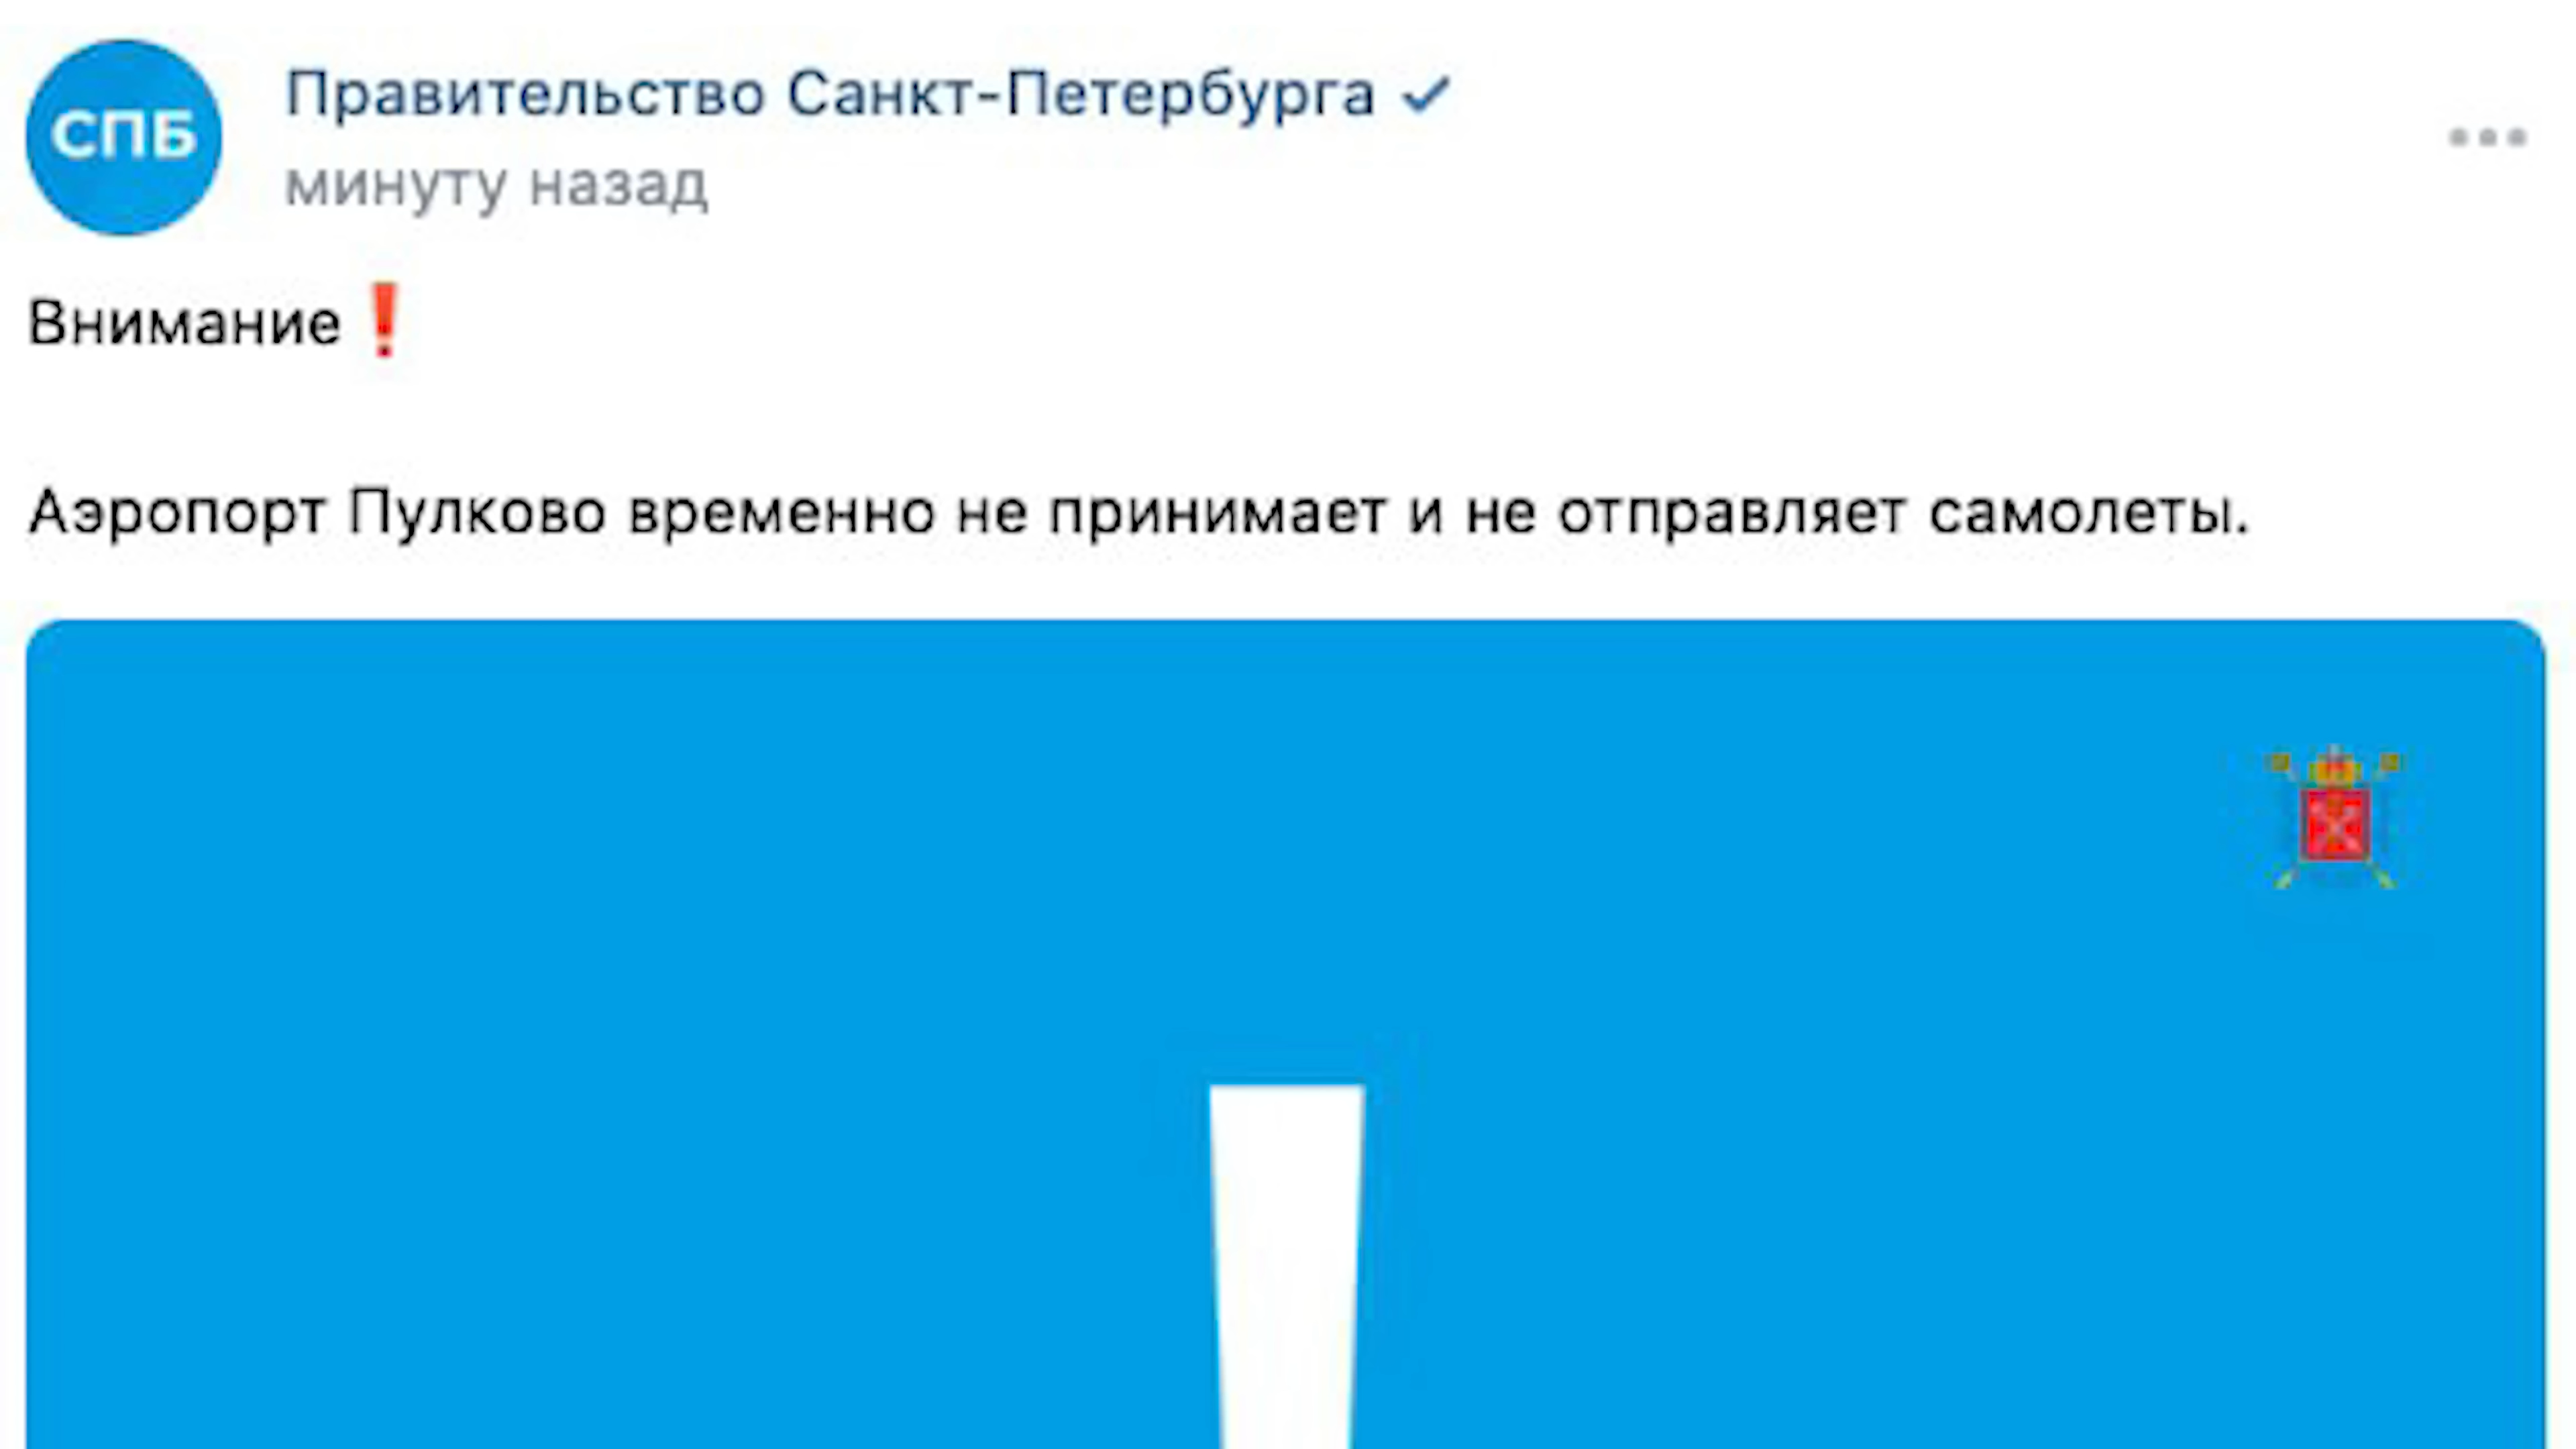 СПБ
Правительство Санкт-Петербурга
минуту назад
Внимание❗
Аэропорт Пулково временно не принимает и не отправляет самолеты.